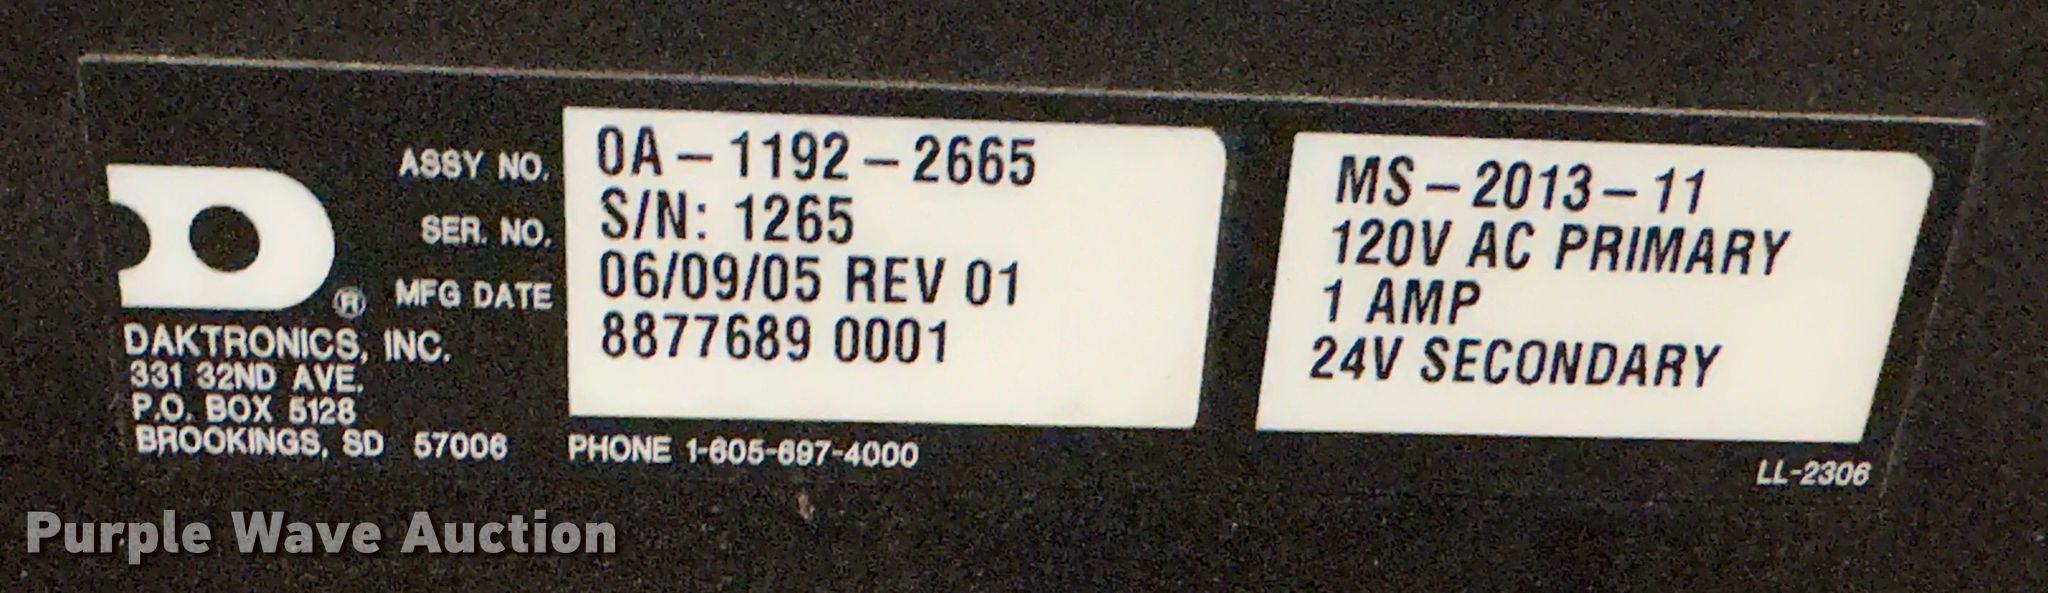 ASSY NO. 0A-1192-2665
SER. NO. S/N: 1265
MFG DATE 06/09/05 REV 01
8877689 0001
MS-2013-11
120V AC PRIMARY
1 AMP
24V SECONDARY
®
DAKTRONICS, INC.
331 32ND AVE.
P.O. BOX 5128
BROOKINGS, SD 57006
PHONE 1-605-697-4000
LL-2306
Purple Wave Auction